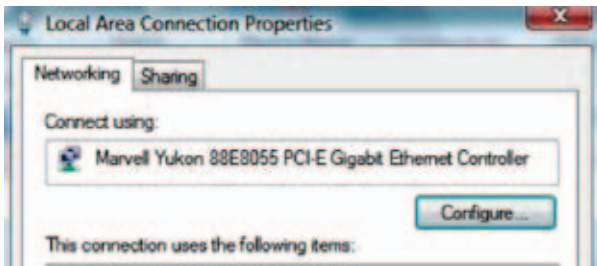 Local Area Connection Properties
Networking Sharing
Connect using:
Marvell Yukon 88E8055 PCI-E Gigabit Ethernet Controller
Configure...
This connection uses the following items: